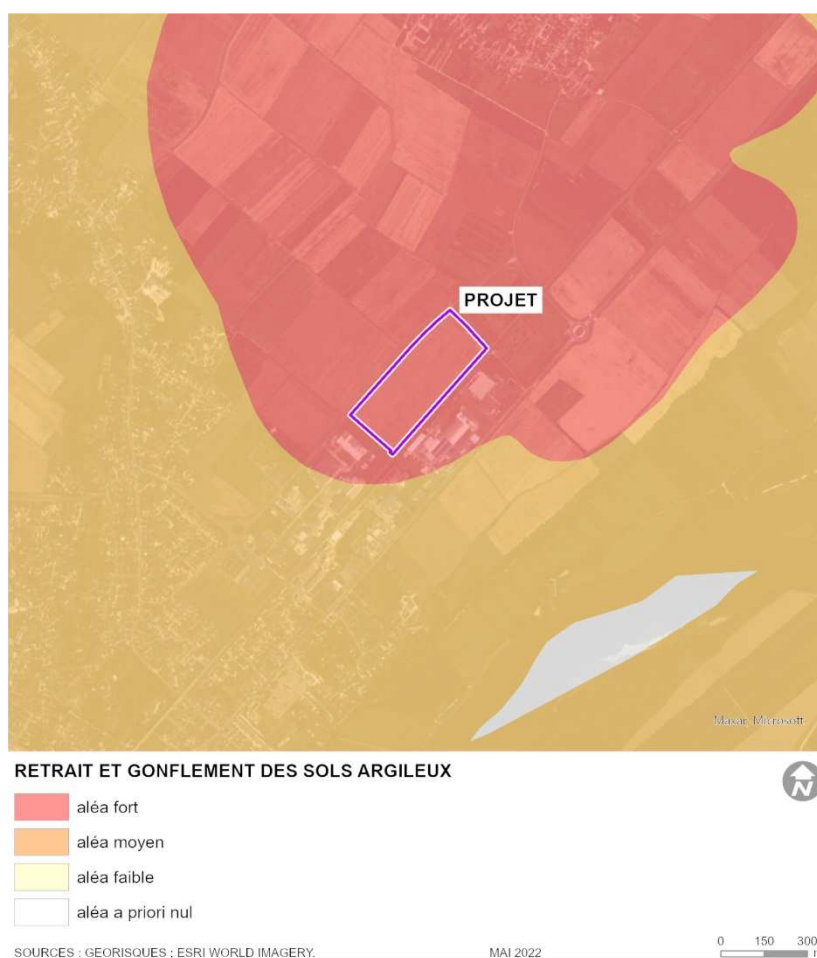 PROJET
Maxar, Microsoft
RETRAIT ET GONFLEMENT DES SOLS ARGILEUX
N
aléa fort
aléa moyen
aléa faible
aléa a priori nul
0 150 300
SOURCES : GEORISQUES ; ESRI WORLD IMAGERY. MAI 2022